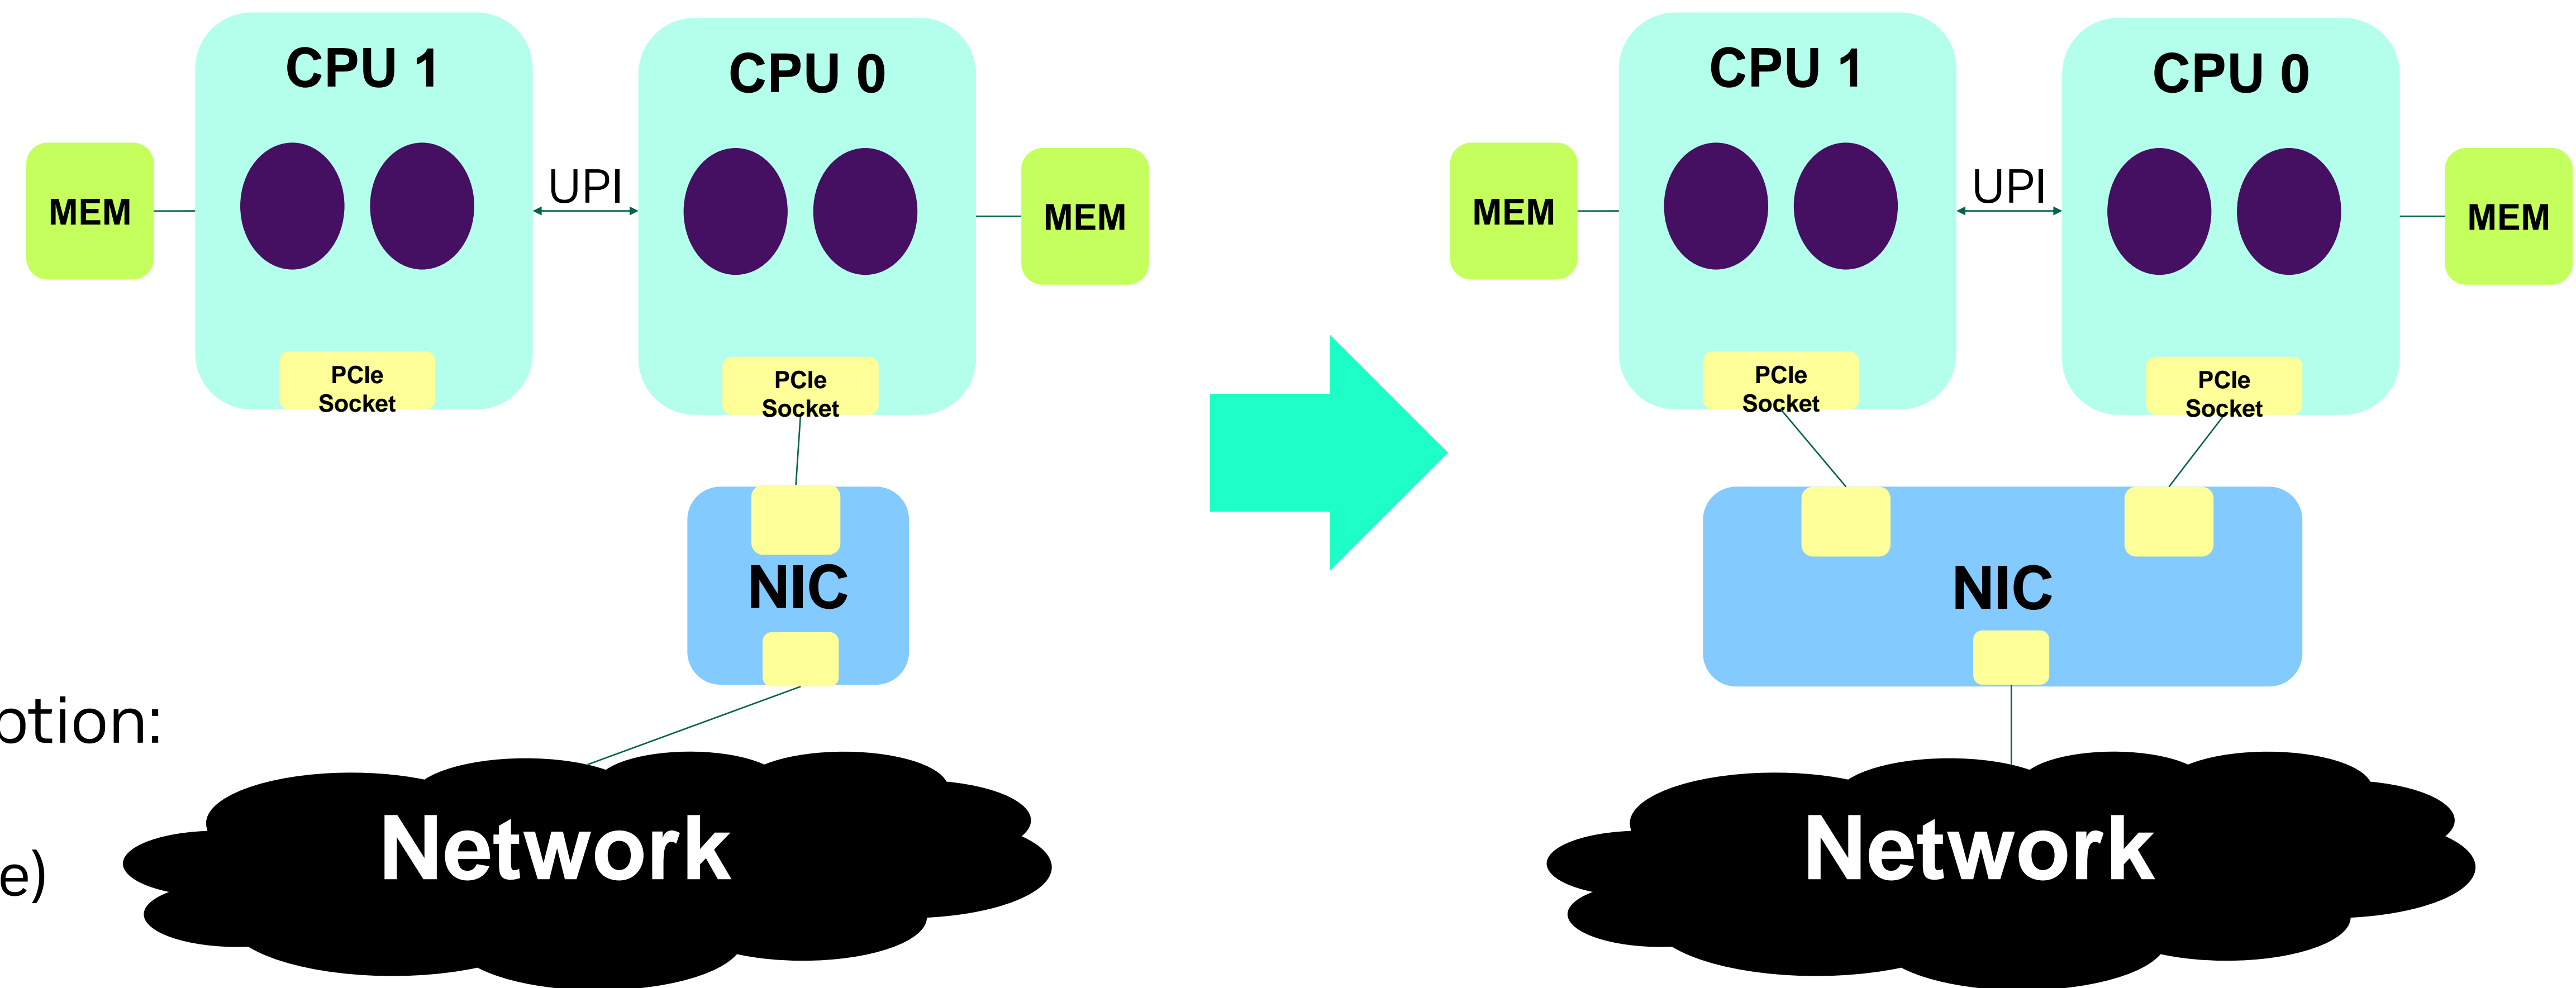 CPU 1
CPU 0
UPI
MEM
MEM
PCIe
Socket
PCIe
Socket
NIC
Network
CPU 1
CPU 0
UPI
MEM
MEM
PCIe
Socket
PCIe
Socket
NIC
Network